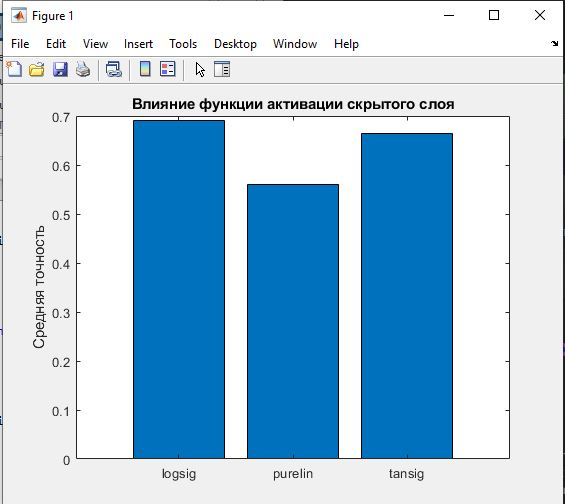 Figure 1
File Edit View Insert Tools Desktop Window Help
Влияние функции активации скрытого слоя
Средняя точность
0.7
0.6
0.5
0.4
0.3
0.2
0.1
0
logsig purelin tansig